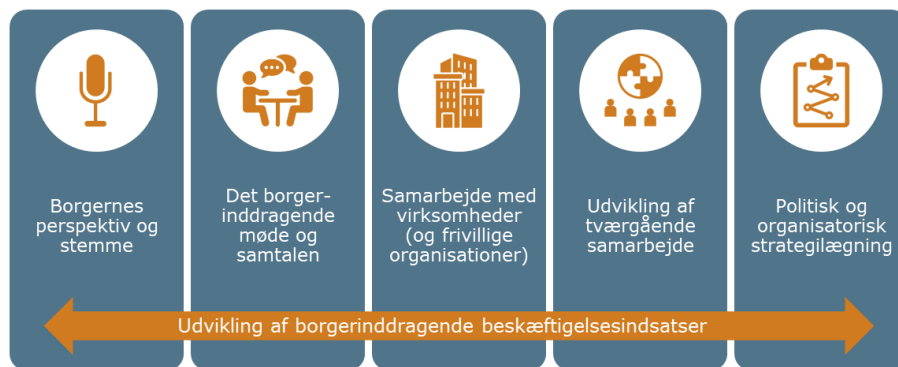 Borgernes
perspektiv og
stemme
Det borger-
inddragende
møde og
samtalen
Samarbejde med
virksomheder
(og frivillige
organisationer)
Udvikling af
tværgående
samarbejde
Politisk og
organisatorisk
strategilægning
Udvikling af borgerinddragende beskæftigelsesindsatser